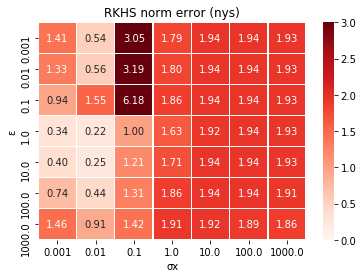 RKHS norm error (nys)
ε
0.001 1.41 0.54 3.05 1.79 1.94 1.94 1.93
0.01 1.33 0.56 3.19 1.80 1.94 1.94 1.93
0.1 0.94 1.55 6.18 1.86 1.94 1.94 1.93
1.0 0.34 0.22 1.00 1.63 1.92 1.94 1.93
10.0 0.40 0.25 1.21 1.71 1.94 1.94 1.93
100.0 0.74 0.44 1.31 1.86 1.94 1.94 1.91
1000.0 1.46 0.91 1.42 1.91 1.92 1.89 1.86
0.001 0.01 0.1 1.0 10.0 100.0 1000.0
σx
3.0
2.5
2.0
1.5
1.0
0.5
0.0